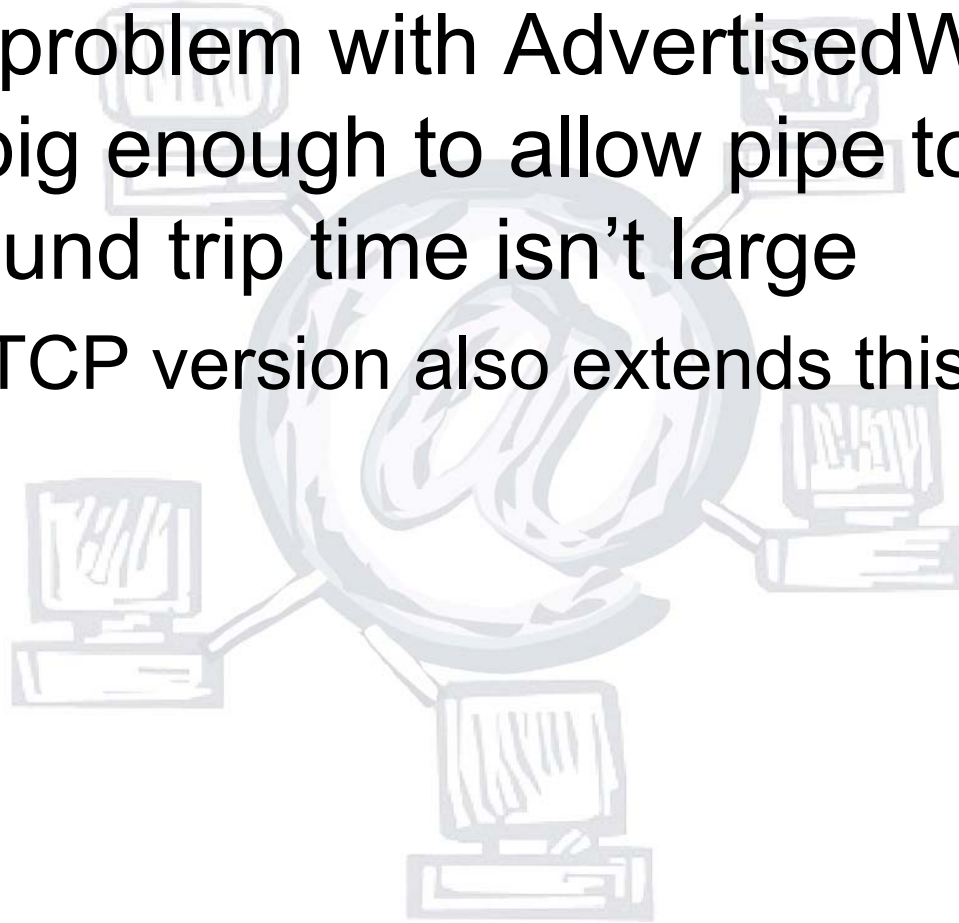 problem with AdvertisedW
big enough to allow pipe to
und trip time isn't large
TCP version also extends this